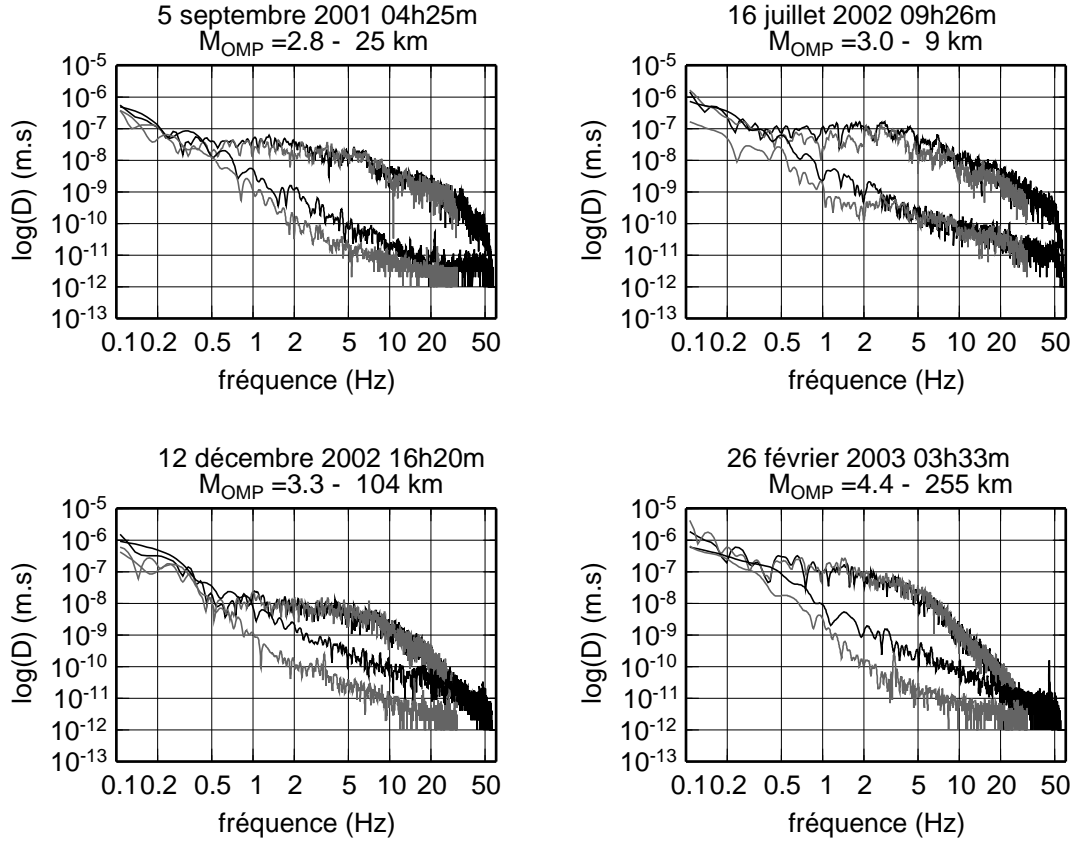 5 septembre 2001 04h25m
M_OMP =2.8 - 25 km
log(D) (m.s)
10^-5
10^-6
10^-7
10^-8
10^-9
10^-10
10^-11
10^-12
10^-13
0.1 0.2 0.5 1 2 5 10 20 50
fréquence (Hz)
16 juillet 2002 09h26m
M_OMP =3.0 - 9 km
log(D) (m.s)
10^-5
10^-6
10^-7
10^-8
10^-9
10^-10
10^-11
10^-12
10^-13
0.1 0.2 0.5 1 2 5 10 20 50
fréquence (Hz)
12 décembre 2002 16h20m
M_OMP =3.3 - 104 km
log(D) (m.s)
10^-5
10^-6
10^-7
10^-8
10^-9
10^-10
10^-11
10^-12
10^-13
0.1 0.2 0.5 1 2 5 10 20 50
fréquence (Hz)
26 février 2003 03h33m
M_OMP =4.4 - 255 km
log(D) (m.s)
10^-5
10^-6
10^-7
10^-8
10^-9
10^-10
10^-11
10^-12
10^-13
0.1 0.2 0.5 1 2 5 10 20 50
fréquence (Hz)